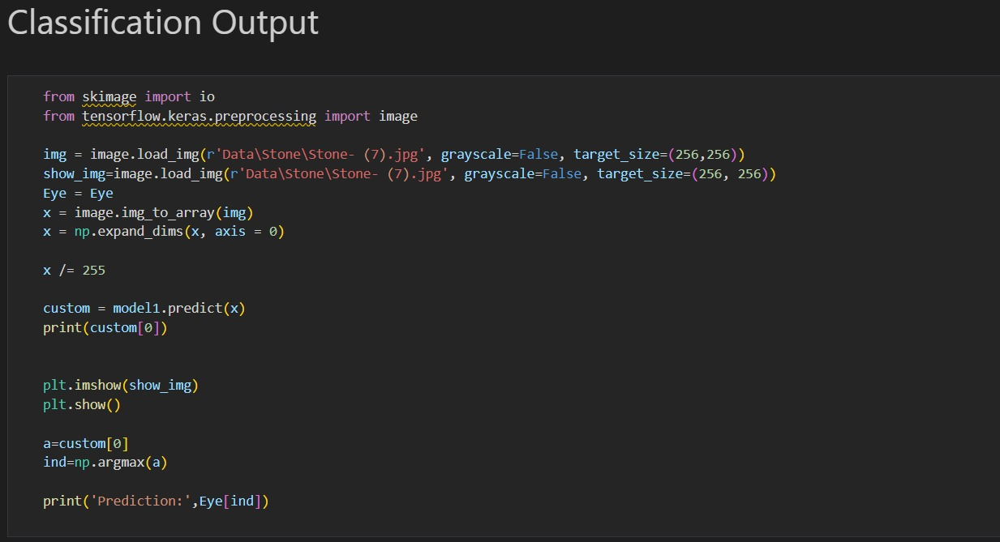 Classification Output
from skimage import io
from tensorflow.keras.preprocessing import image
img = image.load_img(r'Data\Stone\Stone- (7).jpg', grayscale=False, target_size=(256,256))
show_img=image.load_img(r'Data\Stone\Stone- (7).jpg', grayscale=False, target_size=(256, 256))
Eye = Eye
x = image.img_to_array(img)
x = np.expand_dims(x, axis = 0)
x /= 255
custom = model1.predict(x)
print(custom[0])
plt.imshow(show_img)
plt.show()
a=custom[0]
ind=np.argmax(a)
print('Prediction:',Eye[ind])